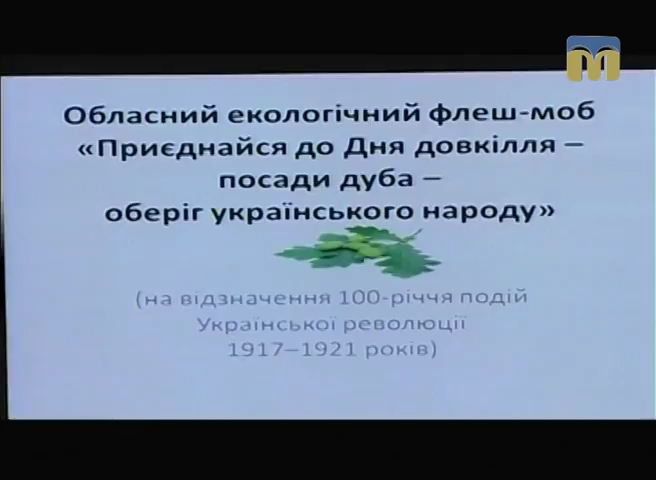 Обласний екологічний флеш-моб
«Приєднайся до Дня довкілля –
посади дуба –
оберіг українського народу»
(на відзначення 100-річчя подій
Української революції
1917–1921 років)